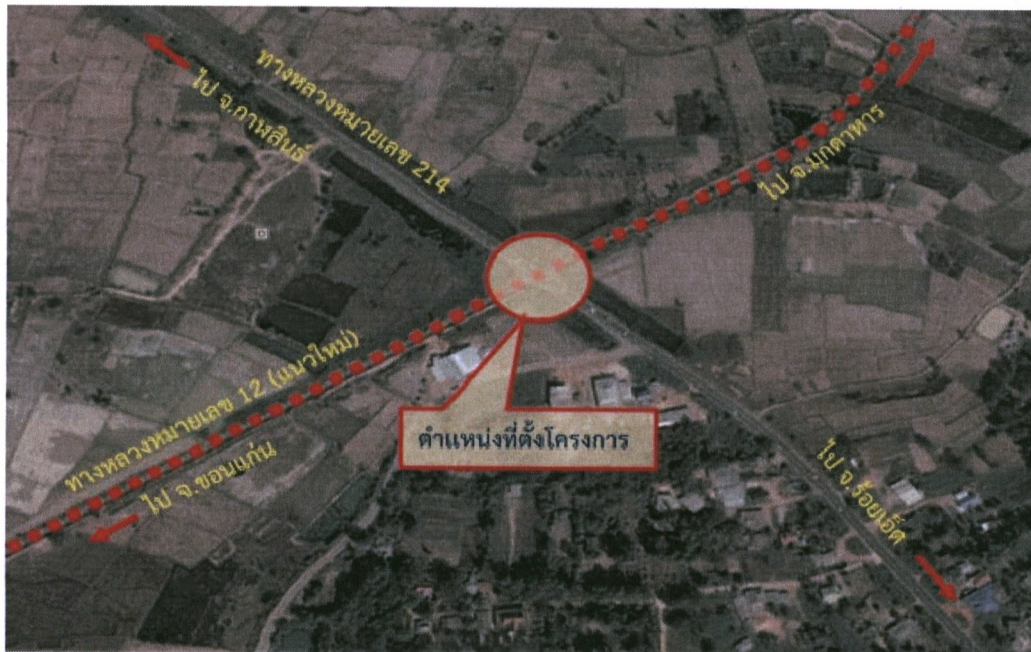 ทางหลวงหมายเลข 214
ไป จ.กาฬสินธุ์
ไป จ.มุกดาหาร
ทางหลวงหมายเลข 12 (แนวใหม่)
ไป จ.ขอนแก่น
ตำแหน่งที่ตั้งโครงการ
ไป จ.ร้อยเอ็ด